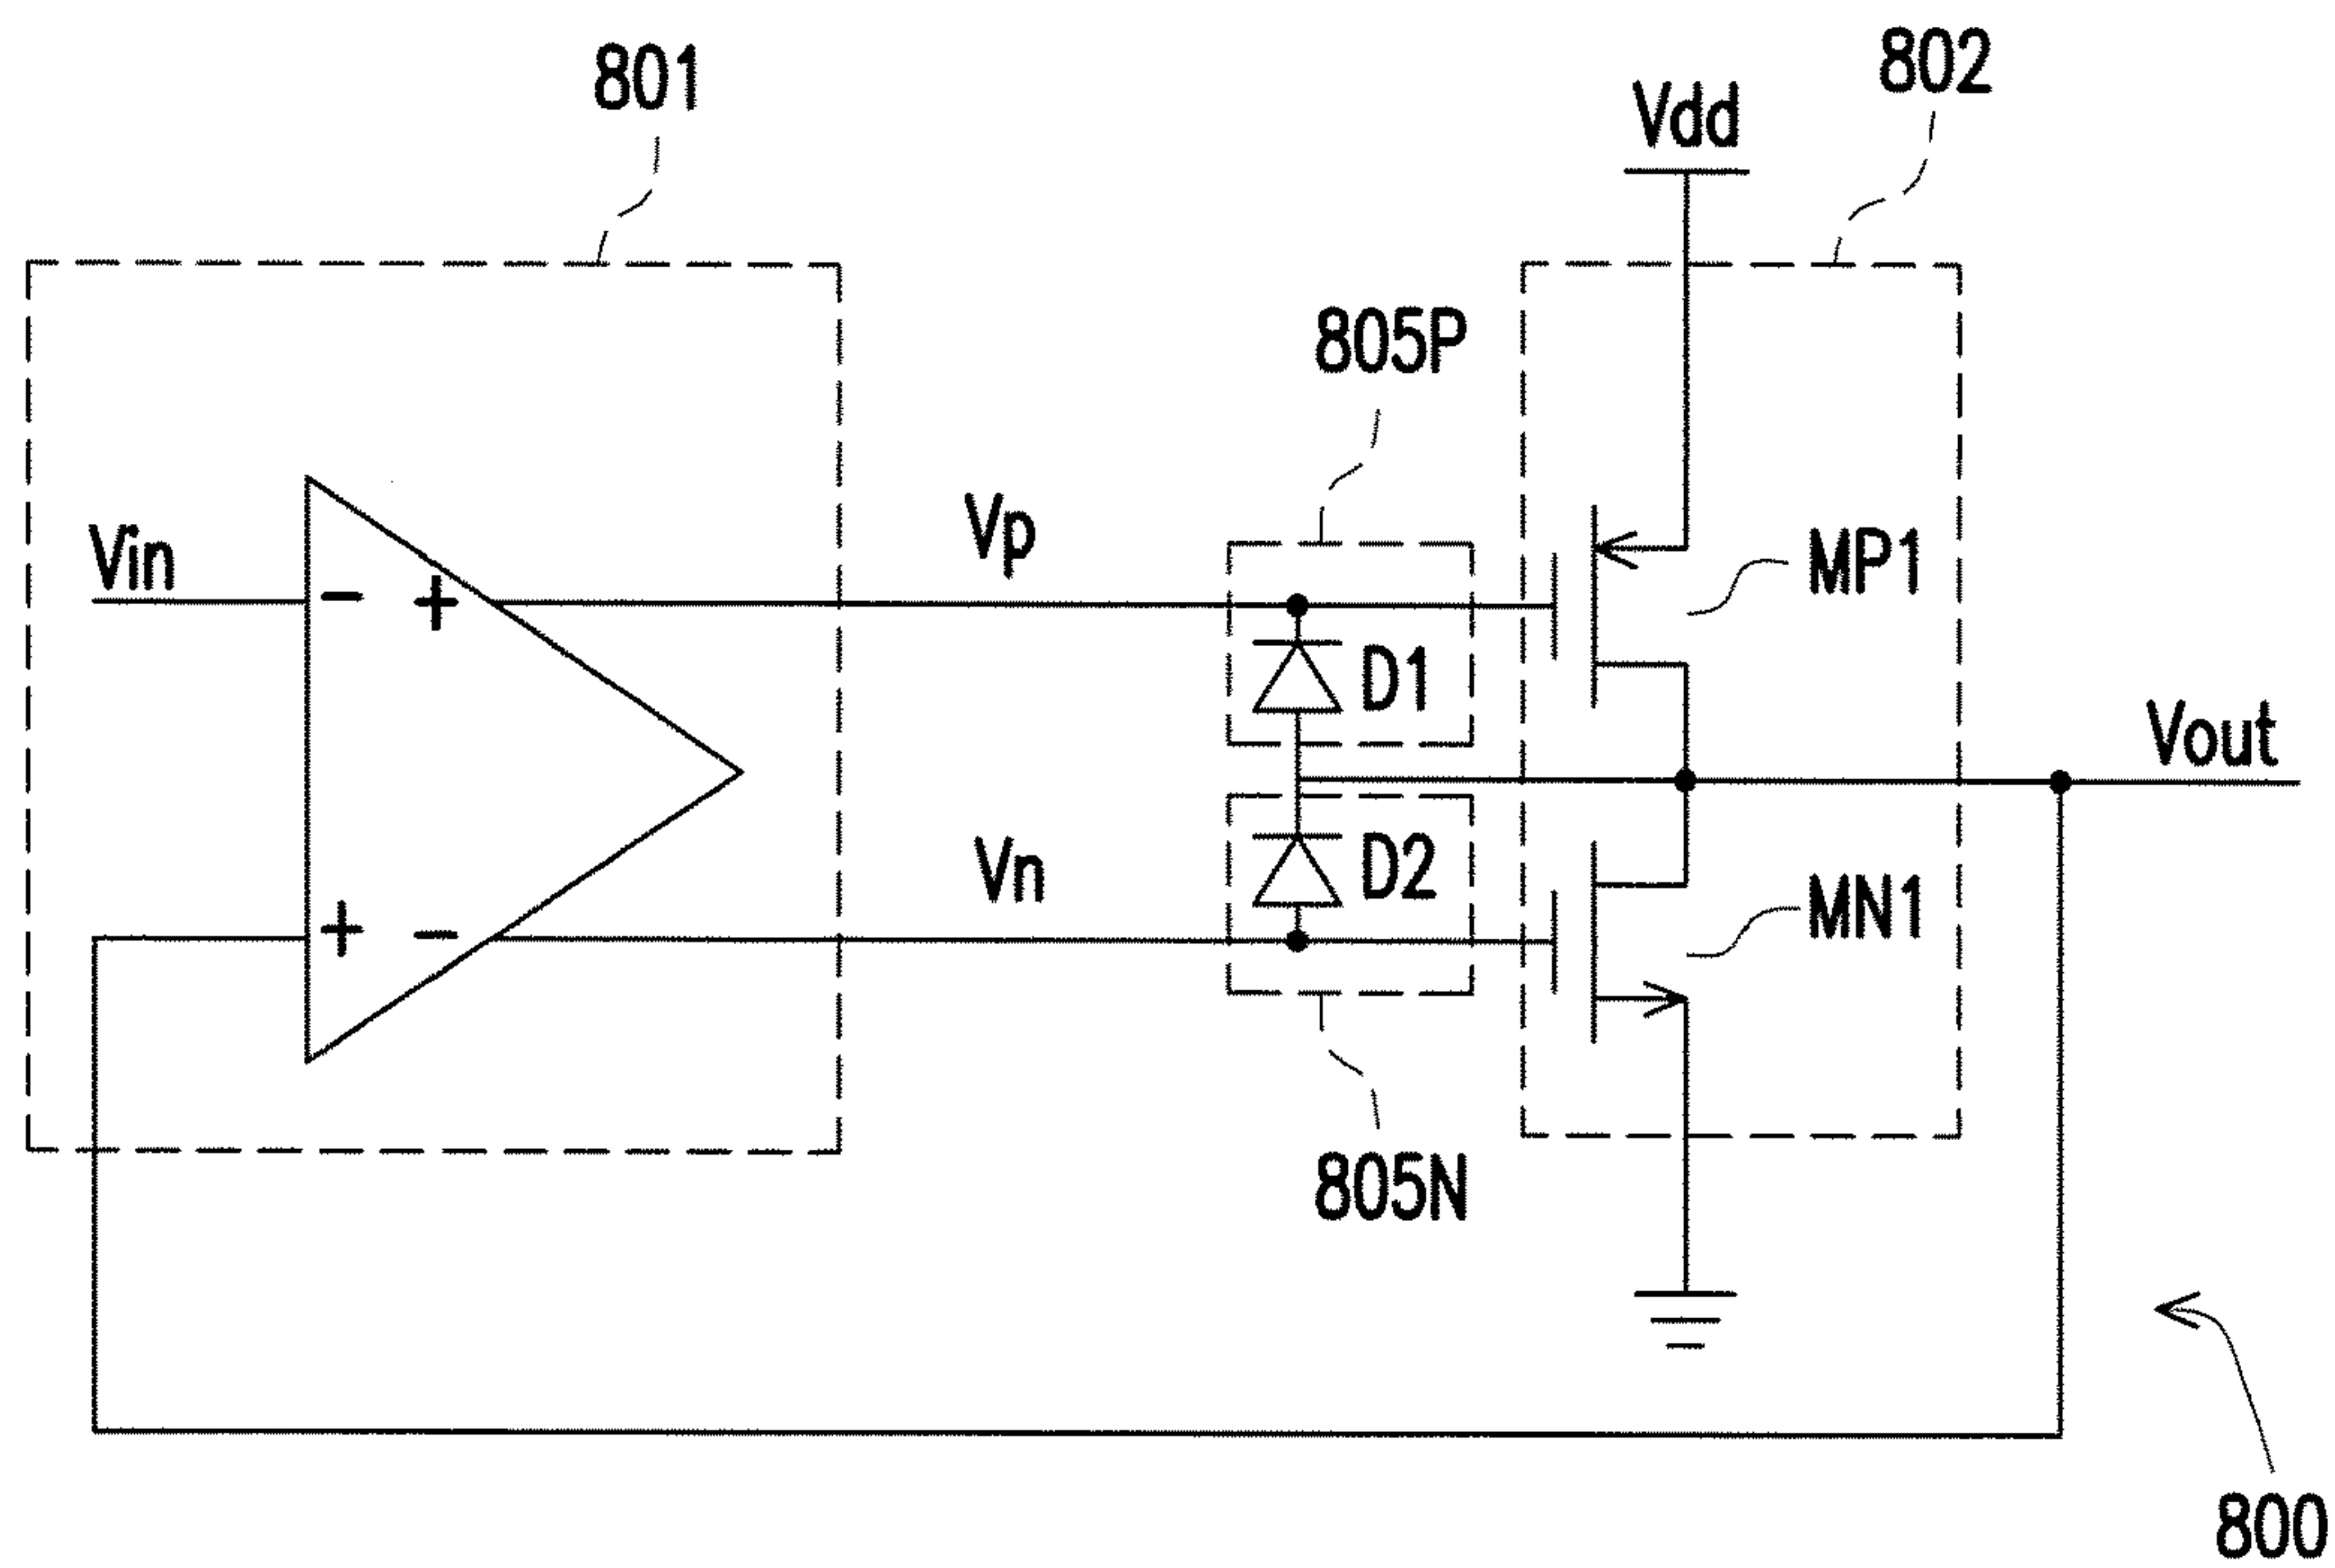 801
802
Vdd
805P
Vp
Vin
MP1
- +
D1
Vout
Vn
D2
MN1
+ -
805N
800